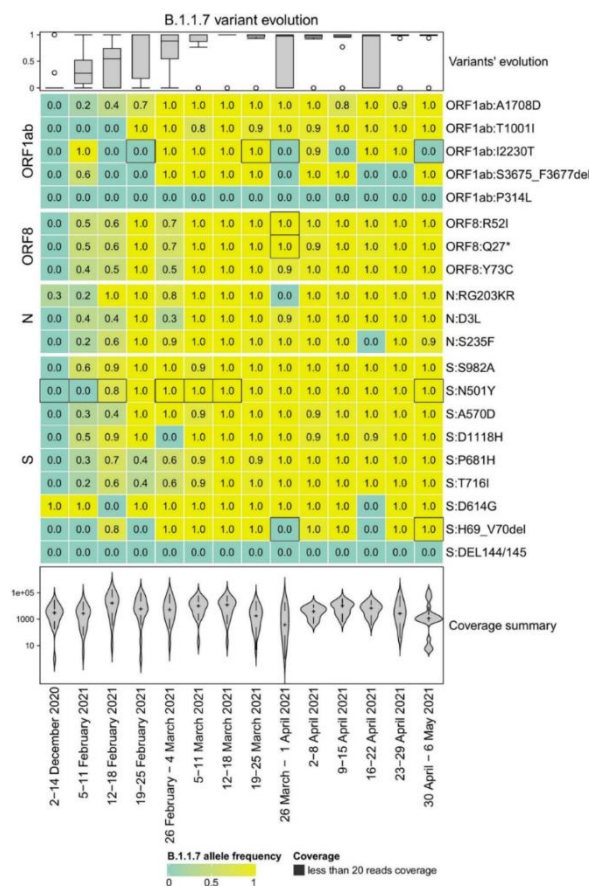 B.1.1.7 variant evolution
1
0.5
0
Variants' evolution
ORF1ab
0.0 0.2 0.4 0.7 1.0 1.0 1.0 1.0 1.0 1.0 0.8 1.0 0.9 1.0 ORF1ab:A1708D
0.0 0.0 0.0 1.0 1.0 0.8 1.0 0.9 1.0 0.9 1.0 1.0 1.0 1.0 ORF1ab:T1001I
0.0 1.0 0.0 0.0 1.0 1.0 1.0 1.0 0.0 0.9 0.0 1.0 1.0 0.0 ORF1ab:I2230T
0.0 0.6 0.0 0.0 1.0 1.0 1.0 1.0 0.0 1.0 1.0 0.0 0.0 1.0 ORF1ab:S3675_F3677del
0.0 0.0 0.0 0.0 0.0 0.0 0.0 0.0 0.0 0.0 0.0 0.0 0.0 0.0 ORF1ab:P314L
ORF8
0.0 0.5 0.6 1.0 0.7 1.0 1.0 1.0 1.0 1.0 1.0 1.0 1.0 1.0 ORF8:R52I
0.0 0.5 0.6 1.0 0.7 1.0 1.0 1.0 1.0 0.9 1.0 1.0 1.0 1.0 ORF8:Q27*
0.0 0.4 0.5 1.0 0.5 1.0 1.0 1.0 0.9 1.0 1.0 1.0 1.0 1.0 ORF8:Y73C
N
0.3 0.2 1.0 1.0 0.8 1.0 1.0 1.0 0.0 1.0 1.0 1.0 1.0 1.0 N:RG203KR
0.0 0.4 0.4 1.0 0.3 1.0 1.0 1.0 0.9 1.0 1.0 1.0 1.0 1.0 N:D3L
0.0 0.2 0.6 1.0 0.9 1.0 1.0 1.0 1.0 1.0 1.0 0.0 1.0 0.9 N:S235F
S
0.0 0.6 0.9 1.0 1.0 0.9 1.0 1.0 1.0 1.0 1.0 1.0 1.0 1.0 S:S982A
0.0 0.0 0.8 1.0 1.0 1.0 1.0 1.0 1.0 1.0 1.0 1.0 1.0 1.0 S:N501Y
0.0 0.3 0.4 1.0 1.0 0.9 1.0 1.0 1.0 0.9 1.0 1.0 1.0 1.0 S:A570D
0.0 0.5 0.9 1.0 0.0 1.0 1.0 1.0 1.0 0.9 1.0 0.9 1.0 1.0 S:D1118H
0.0 0.3 0.7 0.4 0.6 0.9 1.0 0.9 1.0 1.0 1.0 1.0 1.0 1.0 S:P681H
0.0 0.2 0.6 0.4 0.6 0.9 1.0 1.0 1.0 1.0 1.0 1.0 1.0 1.0 S:T716I
1.0 1.0 0.0 1.0 1.0 1.0 1.0 1.0 1.0 1.0 1.0 0.0 1.0 1.0 S:D614G
0.0 0.0 0.8 0.0 1.0 1.0 1.0 1.0 0.0 1.0 1.0 0.0 1.0 1.0 S:H69_V70del
0.0 0.0 0.0 0.0 0.0 0.0 0.0 0.0 0.0 0.0 0.0 0.0 0.0 0.0 S:DEL144/145
1e+05
1000
10
Coverage summary
2–14 December 2020
5–11 February 2021
12–18 February 2021
19–25 February 2021
26 February – 4 March 2021
5–11 March 2021
12–18 March 2021
19–25 March 2021
26 March – 1 April 2021
2–8 April 2021
9–15 April 2021
16–22 April 2021
23–29 April 2021
30 April – 6 May 2021
B.1.1.7 allele frequency
0 0.5 1
Coverage
less than 20 reads coverage